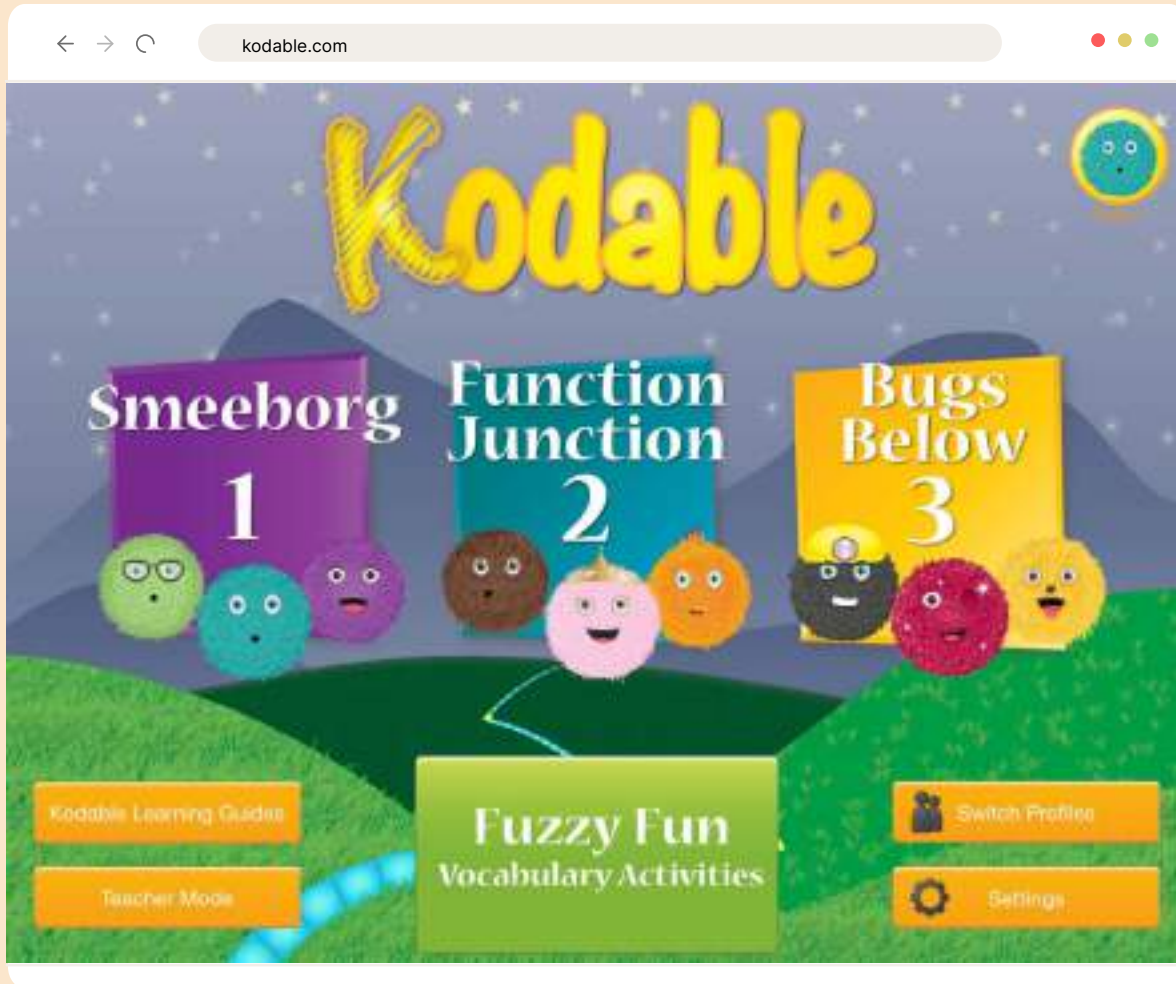 kodable.com
Kodable
Smeeborg
1
Function
Junction
2
Bugs
Below
3
Kodable Learning Guides
Teacher Mode
Fuzzy Fun
Vocabulary Activities
Switch Profiles
Settings